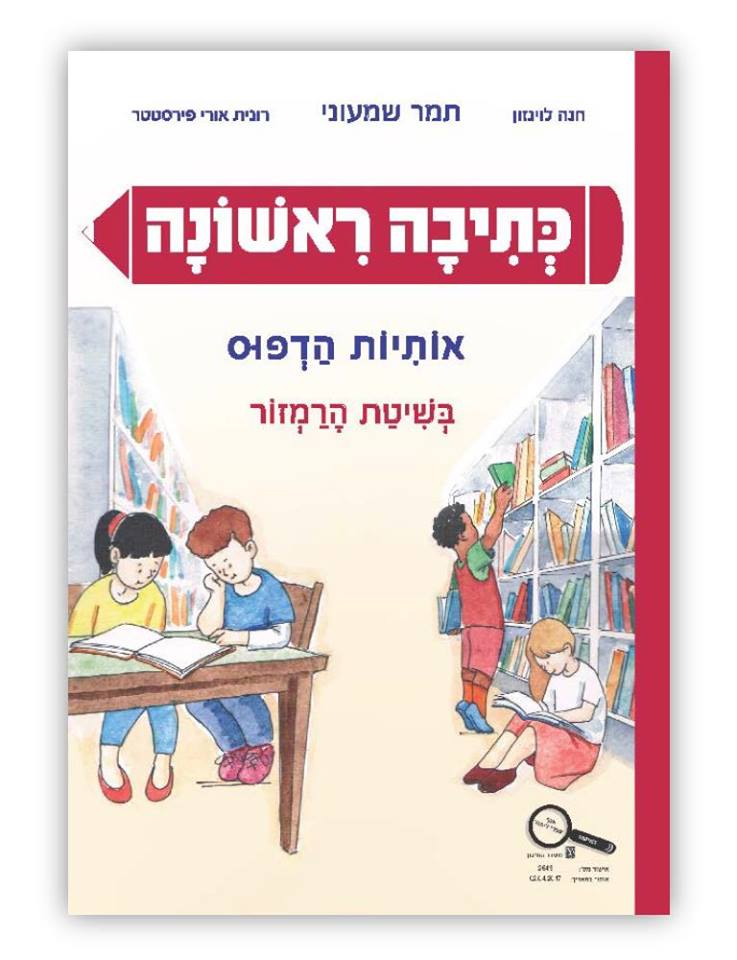 חנה לוינזון תמר שמעוני רונית אורי פירסטטר
כְּתִיבָה רִאשׁוֹנָה
אוֹתִיּוֹת הַדְּפוּס
בְּשִׁיטַת הָרַמְזוֹר